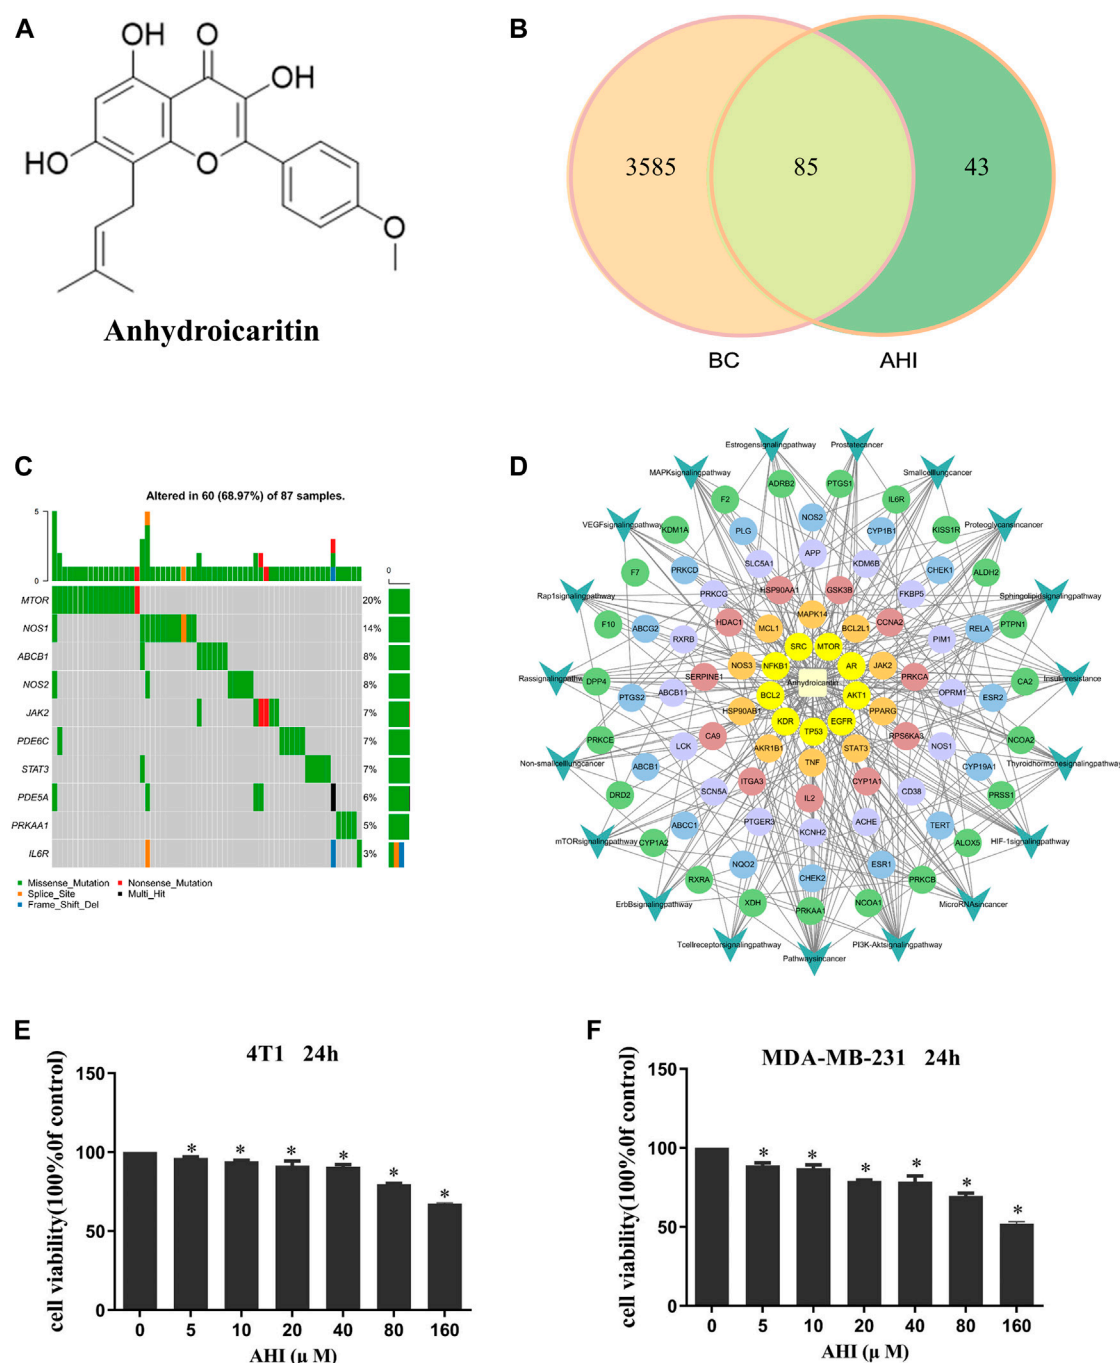 A
OH
O
OH
HO
O
O
Anhydroicaritin
B
3585
85
43
BC
AHI
C
Altered in 60 (68.97%) of 87 samples.
5
0
0
MTOR
20%
NOS1
14%
ABCB1
8%
NOS2
8%
JAK2
7%
PDE6C
7%
STAT3
7%
PDE5A
6%
PRKAA1
5%
IL6R
3%
Missense_Mutation
Nonsense_Mutation
Splice_Site
Multi_Hit
Frame_Shift_Del
D
Estrogensignalingpathway
Prostatecancer
MAPKsignalingpathway
Smallcelllungcancer
ADRB2
PTGS1
F2
IL6R
VEGFsignalingpathway
Proteoglycansincancer
KDM1A
PLG
NOS2
CYP1B1
KISS1R
SLC5A1
APP
KDM6B
F7
PRKCD
CHEK1
ALDH2
Rap1signalingpathway
PRKCG
HSP90AA1
GSK3B
FKBP5
Sphingolipidsignalingpathway
F10
ABCG2
HDAC1
MCL1
MAPK14
BCL2L1
CCNA2
RELA
PTPN1
RXRB
SRC
MTOR
PIM1
Rassignalingpathway
DPP4
SERPINE1
NOS3
NFKB1
AR
JAK2
PRKCA
CA2
Insulinresistance
PTGS2
ABCB11
Anhydroicaritin
OPRM1
ESR2
BCL2
AKT1
HSP90AB1
PPARG
KDR
TP53
EGFR
PRKCE
CA9
RPS6KA3
NCOA2
LCK
AKR1B1
STAT3
NOS1
Non-smallcelllungcancer
ABCB1
TNF
CYP19A1
Thyroidhormonesignalingpathway
DRD2
SCN5A
ITGA3
IL2
CYP1A1
CD38
PRSS1
ABCC1
PTGER3
KCNH2
ACHE
TERT
mTORsignalingpathway
CYP1A2
ALOX5
HIF-1signalingpathway
NQO2
CHEK2
ESR1
RXRA
PRKCB
ErbBsignalingpathway
XDH
PRKAA1
NCOA1
MicroRNAsincancer
Tcellreceptorsignalingpathway
PI3K-Aktsignalingpathway
Pathwaysincancer
E
4T1 24h
cell viability(100%0f control)
150
100
50
0
* * * * * *
0 5 10 20 40 80 160
AHI (μ M)
F
MDA-MB-231 24h
cell viability(100%0f control)
150
100
50
0
* * * * * *
0 5 10 20 40 80 160
AHI (μ M)